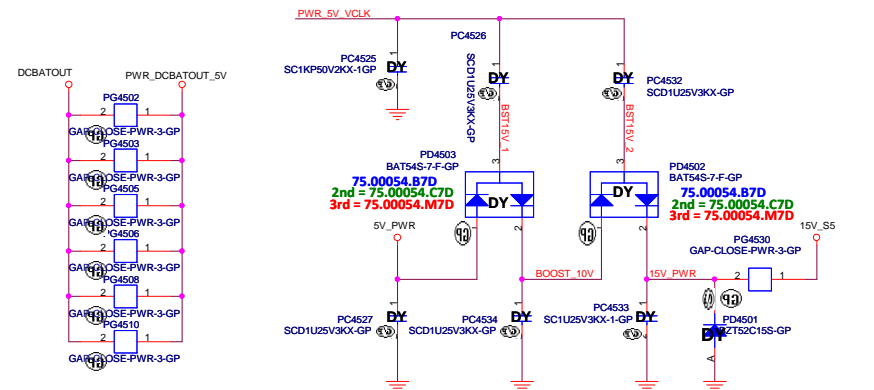 PWR_5V_VCLK
PC4526
PC4525
SC1KP50V2KX-1GP
DY
SCD1U25V3KX-GP
DY
DY
PC4532
SCD1U25V3KX-GP
DCBATOUT
PWR_DCBATOUT_5V
PG4502
2 1
GAP-CLOSE-PWR-3-GP
PG4503
2 1
GAP-CLOSE-PWR-3-GP
PG4505
2 1
GAP-CLOSE-PWR-3-GP
PG4506
2 1
GAP-CLOSE-PWR-3-GP
PG4508
2 1
GAP-CLOSE-PWR-3-GP
PG4510
2 1
GAP-CLOSE-PWR-3-GP
BST15V_1
BST15V_2
PD4503
BAT54S-7-F-GP
75.00054.B7D
2nd = 75.00054.C7D
3rd = 75.00054.M7D
3
DY
2
PD4502
BAT54S-7-F-GP
75.00054.B7D
2nd = 75.00054.C7D
3rd = 75.00054.M7D
3
DY
2
5V_PWR
BOOST_10V
15V_PWR
15V_S5
PG4530
GAP-CLOSE-PWR-3-GP
2 1
PC4527
SCD1U25V3KX-GP
DY
PC4534
SCD1U25V3KX-GP
DY
PC4533
SC1U25V3KX-1-GP
DY
PD4501
ZT52C15S-GP
DY
A